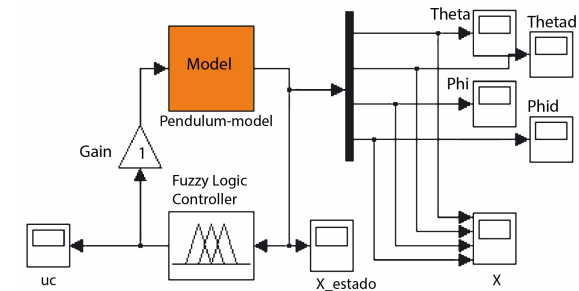 Theta
Thetad
Model
Phi
Pendulum-model
Phid
Gain
1
Fuzzy Logic
Controller
uc
X_estado
X